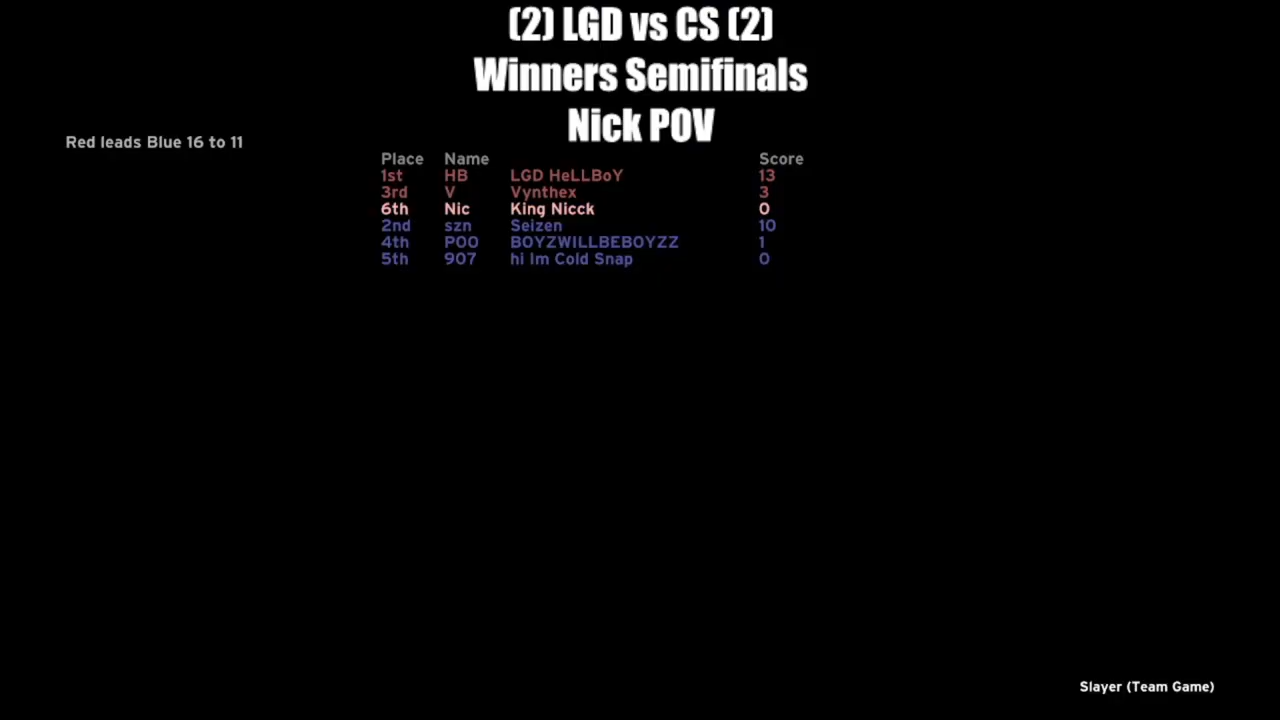 (2) LGD vs CS (2)
Winners Semifinals
Nick POV
Red leads Blue 16 to 11
Place Name Score
1st HB LGD HeLLBoY 13
3rd V Vynthex 3
6th Nic King Nicck 0
2nd szn Seizen 10
4th POO BOYZWILLBEBOYZZ 1
5th 907 hi Im Cold Snap 0
Slayer (Team Game)